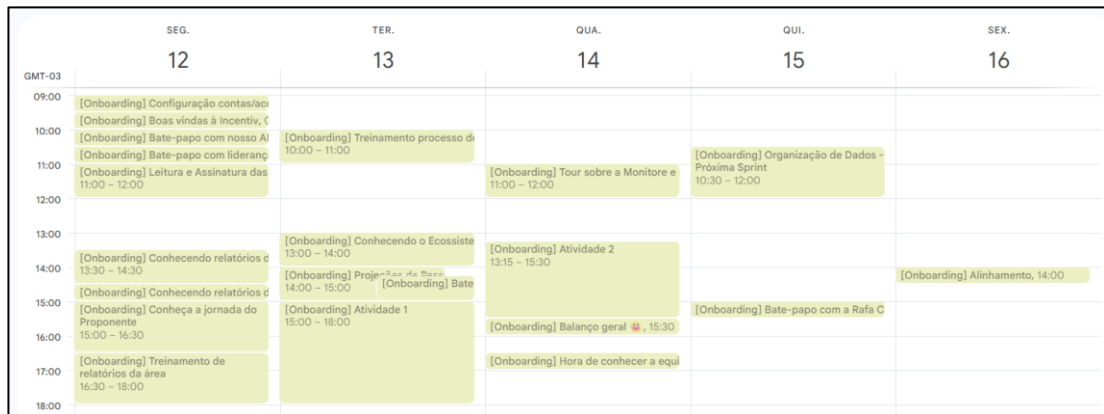 SEG.
TER.
QUA.
QUI.
SEX.
12
13
14
15
16
GMT-03
09:00
10:00
11:00
12:00
13:00
14:00
15:00
16:00
17:00
18:00
[Onboarding] Configuração contas/ace
[Onboarding] Boas vindas à Incentiv,
[Onboarding] Bate-papo com nosso
[Onboarding] Bate-papo com lideranç
[Onboarding] Leitura e Assinatura das
11:00 – 12:00
[Onboarding] Conhecendo relatórios d
13:30 – 14:30
[Onboarding] Conhecendo relatórios d
[Onboarding] Conheça a jornada do
Proponente
15:00 – 16:30
[Onboarding] Treinamento de
relatórios da área
16:30 – 18:00
[Onboarding] Treinamento processo de
10:00 – 11:00
[Onboarding] Conhecendo o Ecossiste
13:00 – 14:00
[Onboarding] Projeções de
14:00 – 15:00
[Onboarding] Bate
[Onboarding] Atividade 1
15:00 – 18:00
[Onboarding] Tour sobre a Monitore e
11:00 – 12:00
[Onboarding] Atividade 2
13:15 – 15:30
[Onboarding] Balanço geral 🤩, 15:30
[Onboarding] Hora de conhecer a equi
[Onboarding] Organização de Dados -
Próxima Sprint
10:30 – 12:00
[Onboarding] Bate-papo com a Rafa C
[Onboarding] Alinhamento, 14:00